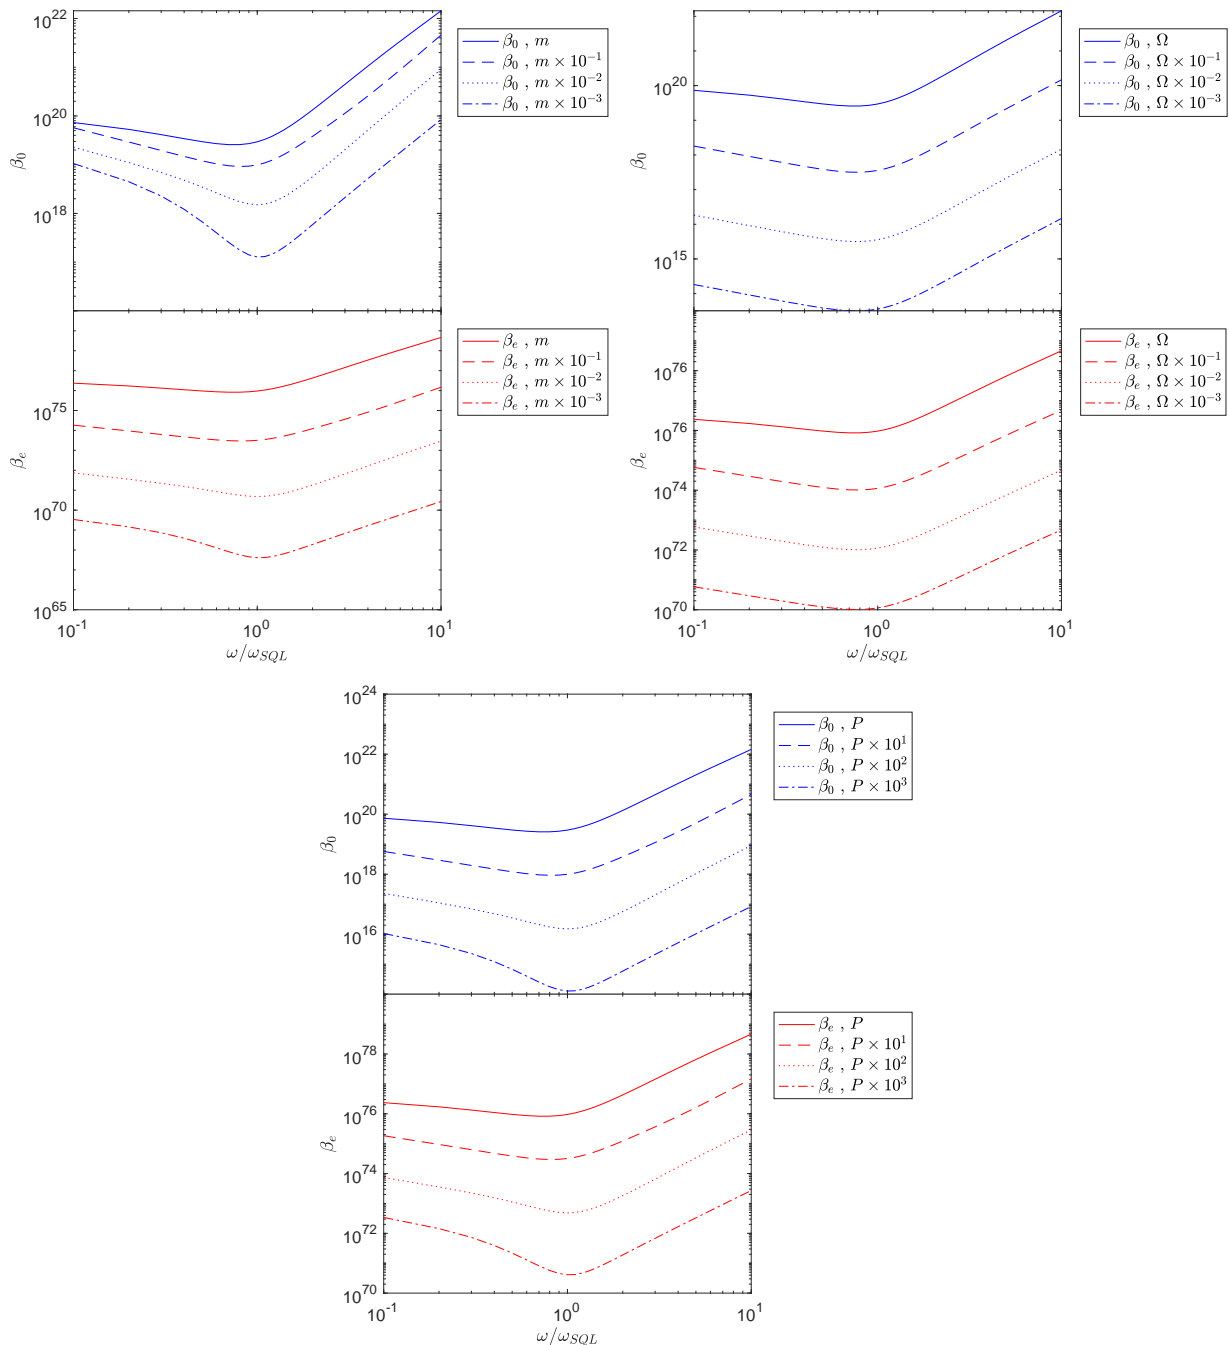 10^22
10^20
10^18
β_0
β_0 , m
β_0 , m × 10^−1
β_0 , m × 10^−2
β_0 , m × 10^−3
10^75
10^70
10^65
β_e
β_e , m
β_e , m × 10^−1
β_e , m × 10^−2
β_e , m × 10^−3
10^-1
10^0
10^1
ω/ω_SQL
10^20
10^15
β_0
β_0 , Ω
β_0 , Ω × 10^−1
β_0 , Ω × 10^−2
β_0 , Ω × 10^−3
10^76
10^76
10^74
10^72
10^70
β_e
β_e , Ω
β_e , Ω × 10^−1
β_e , Ω × 10^−2
β_e , Ω × 10^−3
10^-1
10^0
10^1
ω/ω_SQL
10^24
10^22
10^20
10^18
10^16
β_0
β_0 , P
β_0 , P × 10^1
β_0 , P × 10^2
β_0 , P × 10^3
10^78
10^76
10^74
10^72
10^70
β_e
β_e , P
β_e , P × 10^1
β_e , P × 10^2
β_e , P × 10^3
10^-1
10^0
10^1
ω/ω_SQL